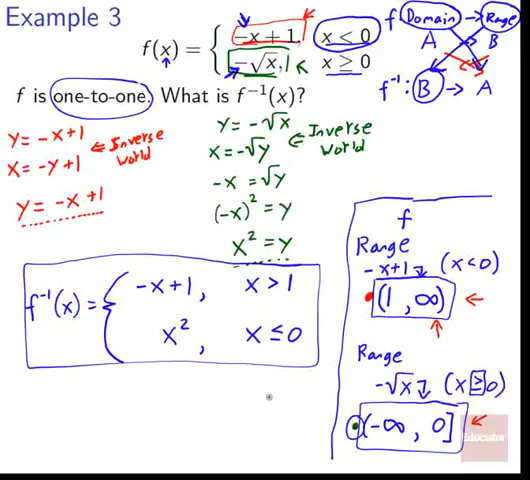 Example 3
f(x) = { -x + 1, x < 0
-√x, x ≥ 0
f is one-to-one. What is f⁻¹(x)?
f Domain → Range
A B
f⁻¹: B → A
y = -x+1
x = -y+1
y = -x+1
⇐ Inverse
World
y = -√x
x = -√y
-x = √y
(-x)² = y
x² = y
⇐ Inverse
World
f⁻¹(x) = { -x+1, x > 1
x², x ≤ 0
f
Range
-x+1 ↓ (x<0)
(1, ∞) ←
Range
-√x ↓ (x≥0)
(-∞, 0] ←
Educator